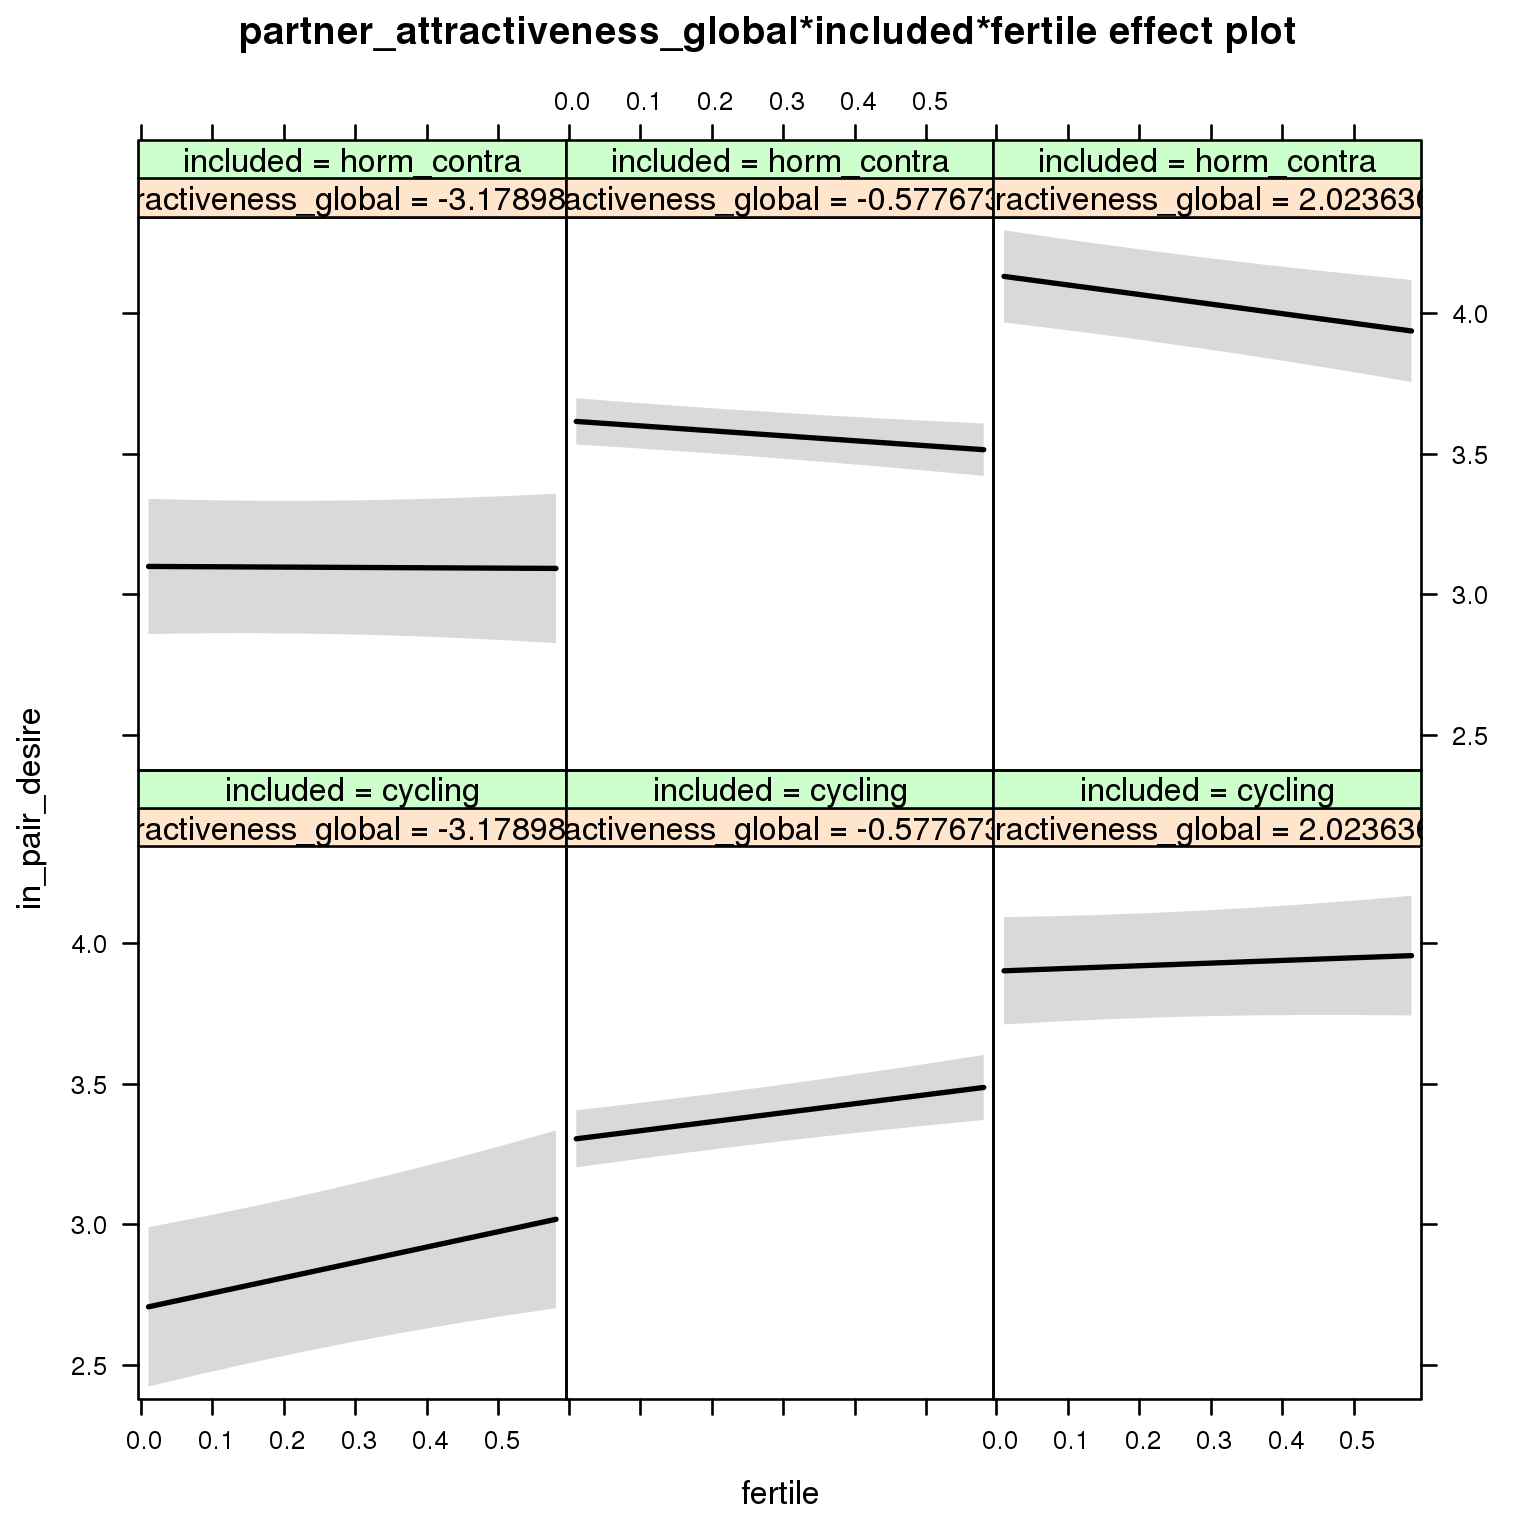 partner_attractiveness_global*included*fertile effect plot
0.0 0.1 0.2 0.3 0.4 0.5
included = horm_contra included = horm_contra included = horm_contra
ractiveness_global = -3.17898 activeness_global = -0.577673 ractiveness_global = 2.023636
4.0
3.5
3.0
2.5
in_pair_desire
included = cycling included = cycling included = cycling
ractiveness_global = -3.17898 activeness_global = -0.577673 ractiveness_global = 2.023636
4.0
3.5
3.0
2.5
0.0 0.1 0.2 0.3 0.4 0.5 0.0 0.1 0.2 0.3 0.4 0.5
fertile